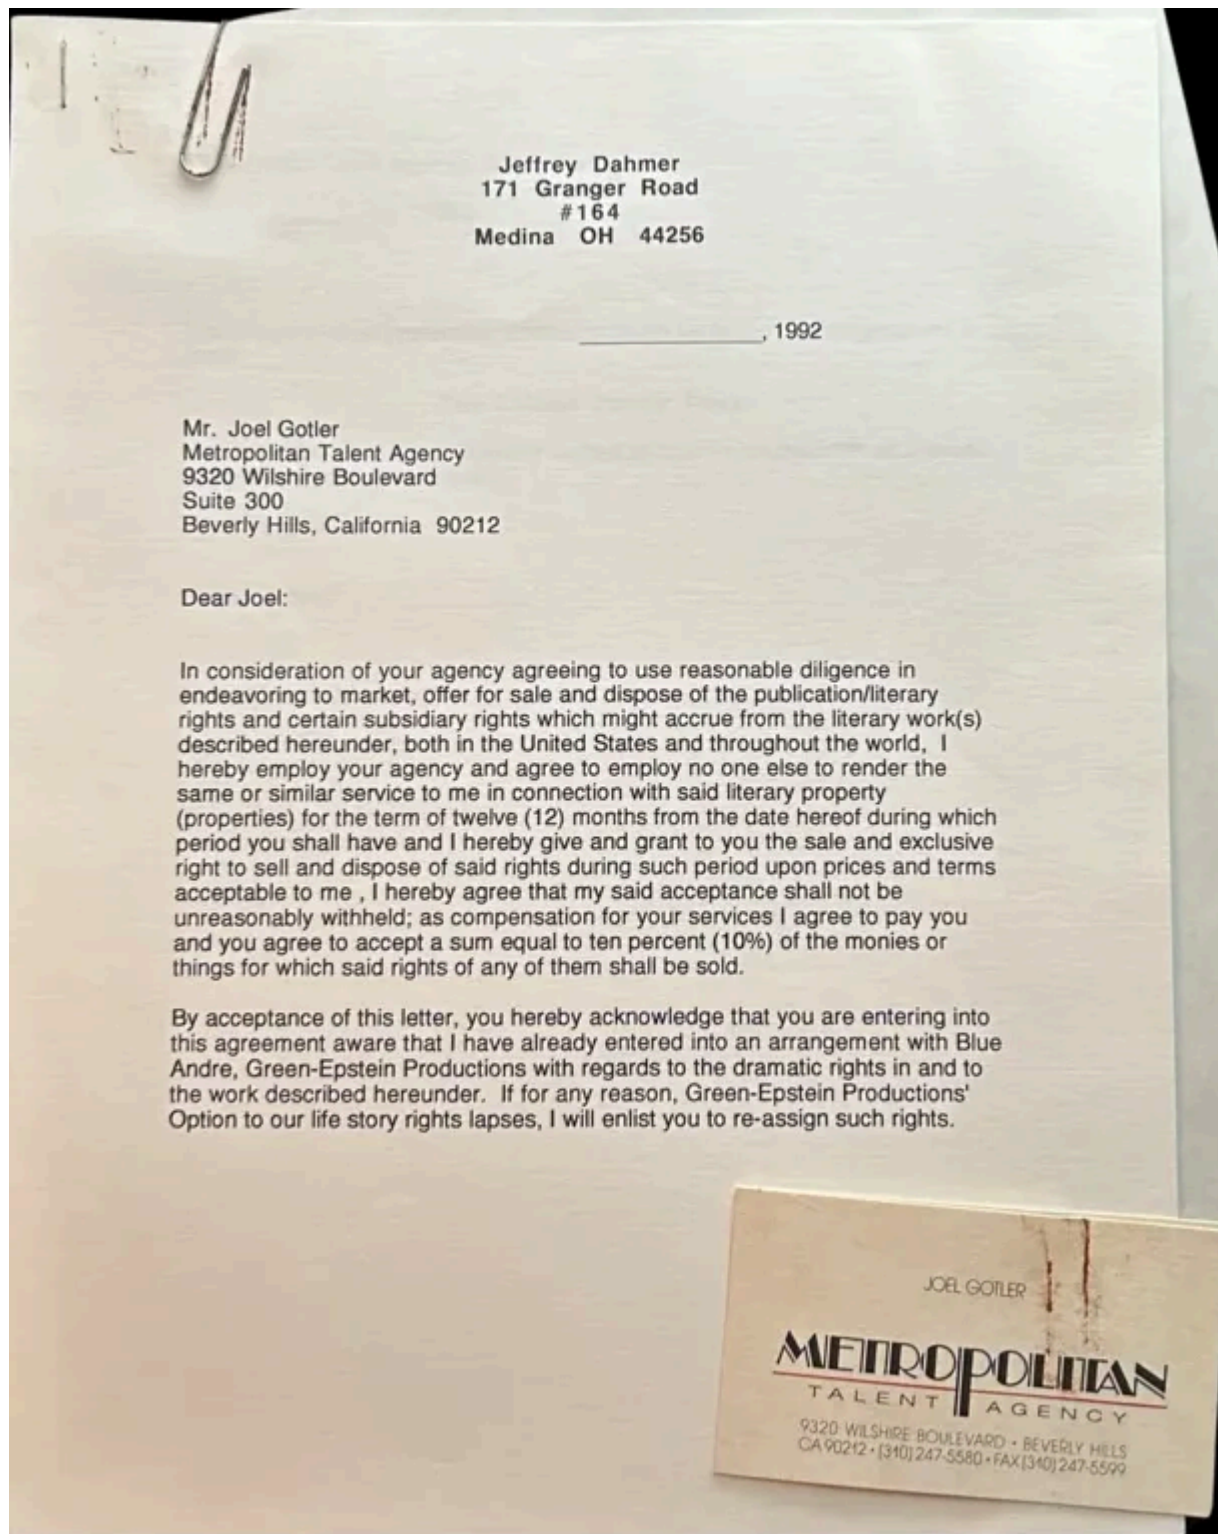 Jeffrey Dahmer
171 Granger Road
#164
Medina OH 44256
, 1992
Mr. Joel Gotler
Metropolitan Talent Agency
9320 Wilshire Boulevard
Suite 300
Beverly Hills, California 90212
Dear Joel:
In consideration of your agency agreeing to use reasonable diligence in
endeavoring to market, offer for sale and dispose of the publication/literary
rights and certain subsidiary rights which might accrue from the literary work(s)
described hereunder, both in the United States and throughout the world, I
hereby employ your agency and agree to employ no one else to render the
same or similar service to me in connection with said literary property
(properties) for the term of twelve (12) months from the date hereof during which
period you shall have and I hereby give and grant to you the sale and exclusive
right to sell and dispose of said rights during such period upon prices and terms
acceptable to me , I hereby agree that my said acceptance shall not be
unreasonably withheld; as compensation for your services I agree to pay you
and you agree to accept a sum equal to ten percent (10%) of the monies or
things for which said rights of any of them shall be sold.
By acceptance of this letter, you hereby acknowledge that you are entering into
this agreement aware that I have already entered into an arrangement with Blue
Andre, Green-Epstein Productions with regards to the dramatic rights in and to
the work described hereunder. If for any reason, Green-Epstein Productions'
Option to our life story rights lapses, I will enlist you to re-assign such rights.
JOEL GOTLER
METROPOLITAN
TALENT AGENCY
9320 WILSHIRE BOULEVARD • BEVERLY HILLS
CA 90212 • (310) 247-5580 • FAX (310) 247-5599